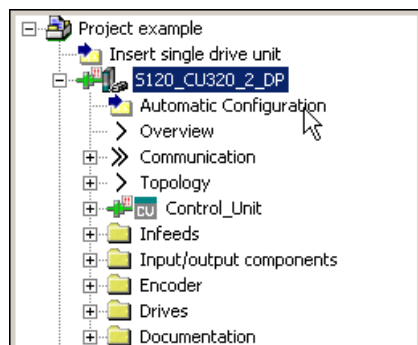 Project example
Insert single drive unit
S120_CU320_2_DP
Automatic Configuration
Overview
Communication
Topology
CU Control_Unit
Infeeds
Input/output components
Encoder
Drives
Documentation